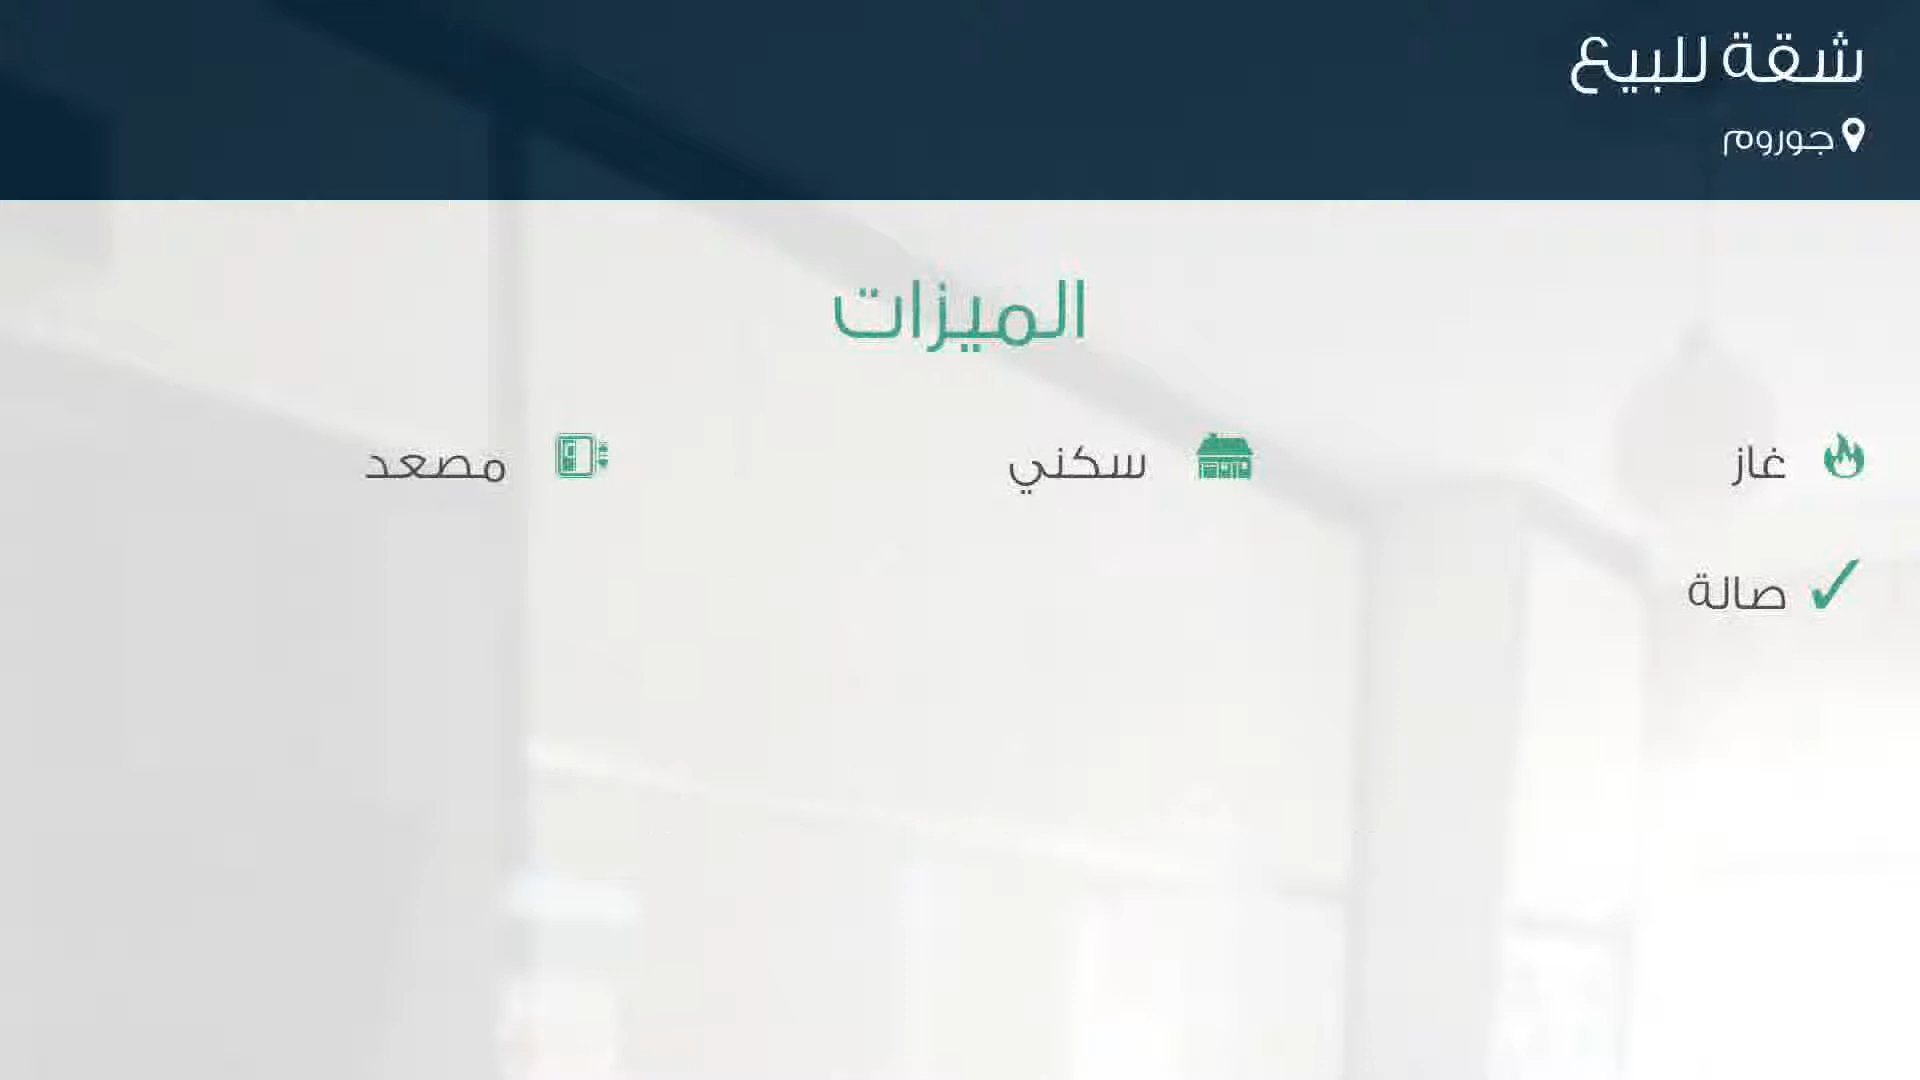 شقة للبيع
جوروم
الميزات
غاز
سكني
مصعد
صالة